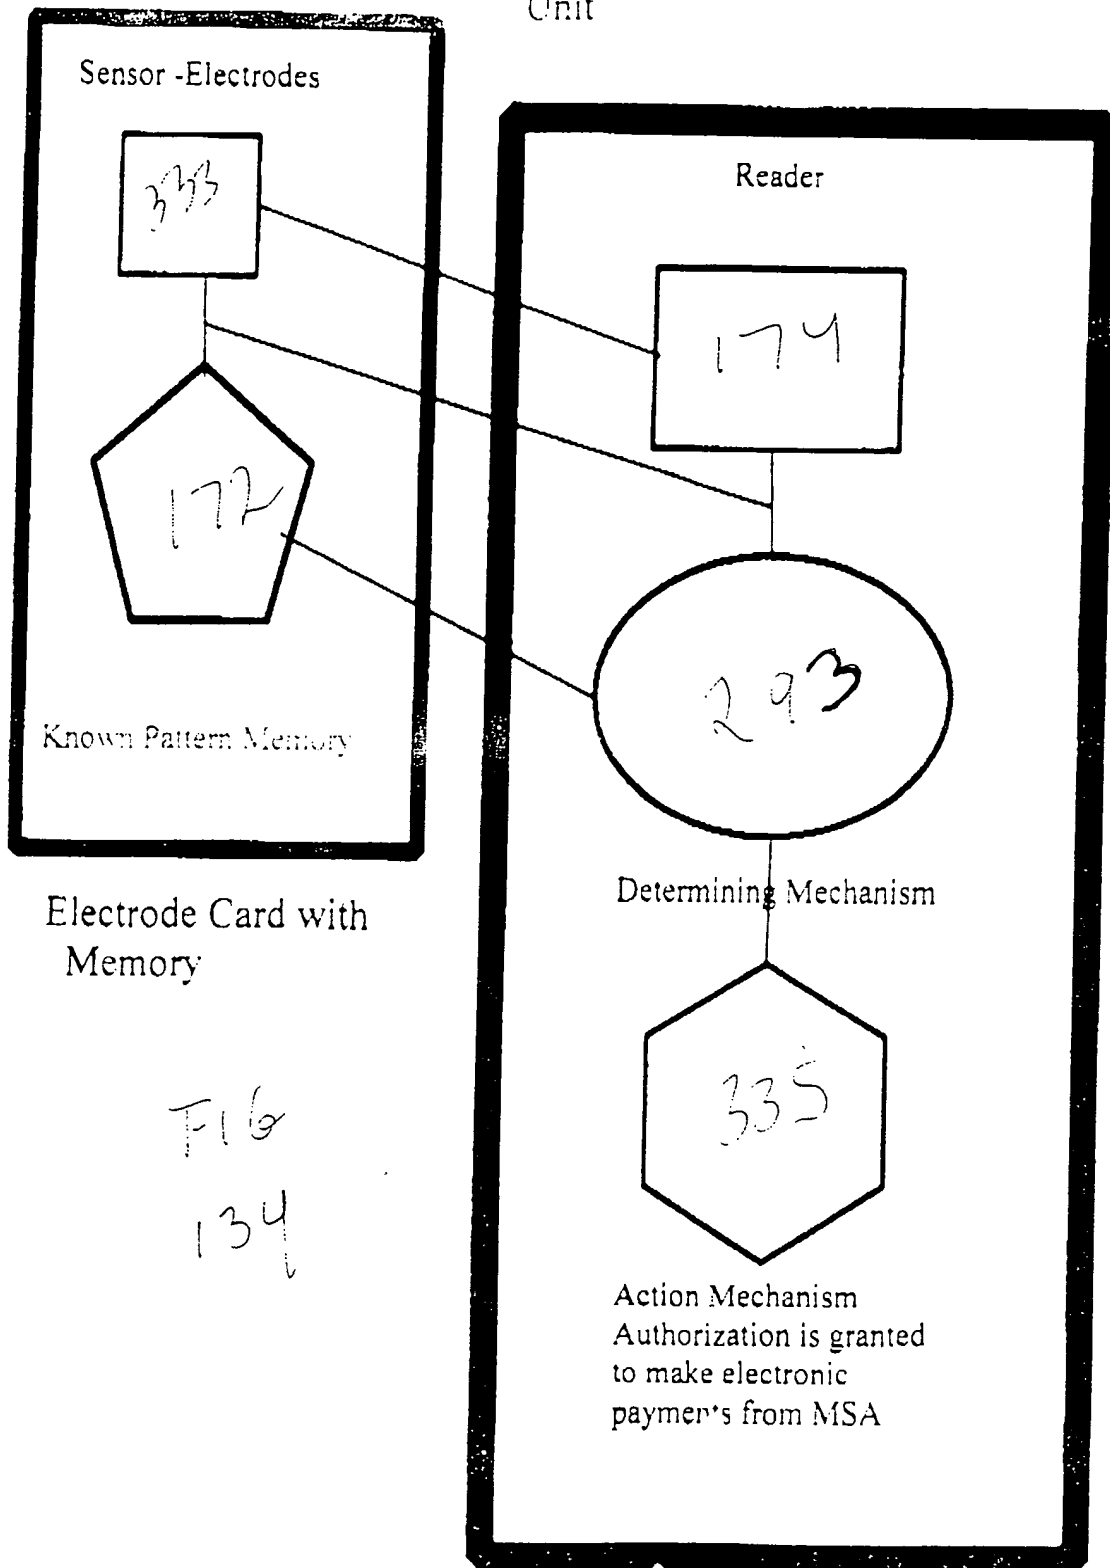 Unit
Sensor -Electrodes
333
172
Known Pattern Memory
Electrode Card with
Memory
FIG
134
Reader
174
293
Determining Mechanism
335
Action Mechanism
Authorization is granted
to make electronic
payments from MSA